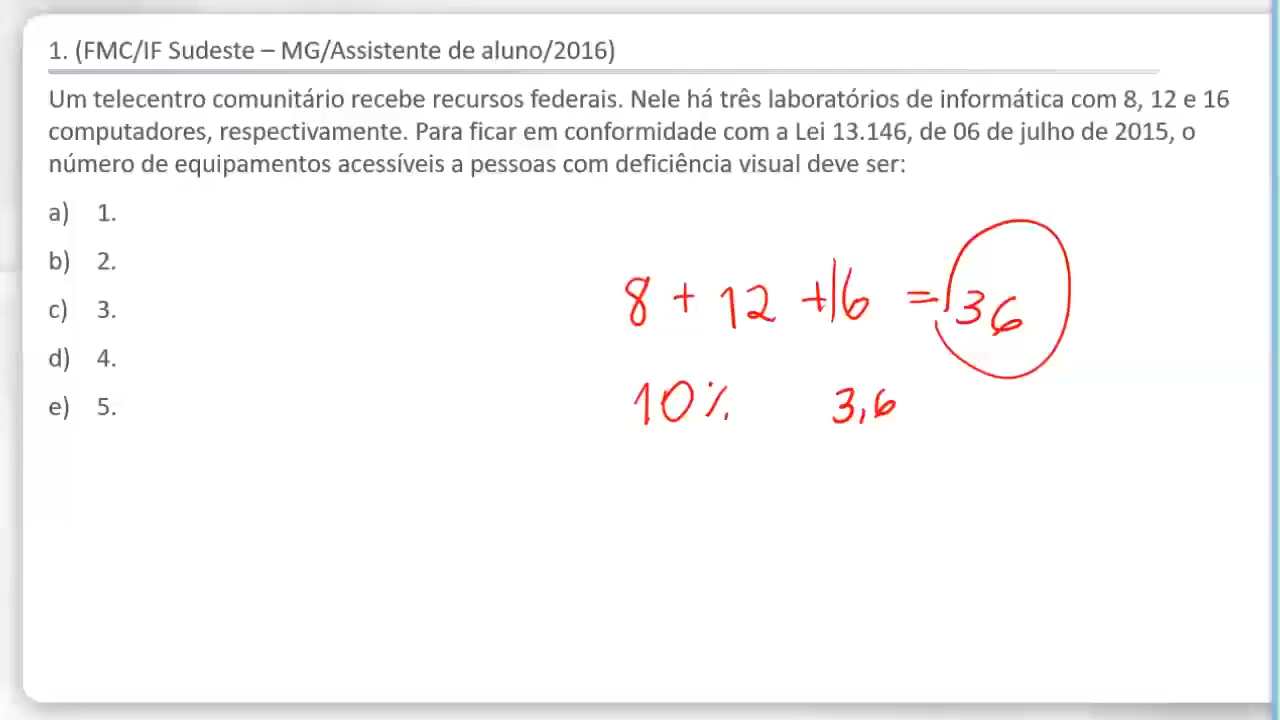 1. (FMC/IF Sudeste – MG/Assistente de aluno/2016)
Um telecentro comunitário recebe recursos federais. Nele há três laboratórios de informática com 8, 12 e 16
computadores, respectivamente. Para ficar em conformidade com a Lei 13.146, de 06 de julho de 2015, o
número de equipamentos acessíveis a pessoas com deficiência visual deve ser:
a) 1.
b) 2.
c) 3.
d) 4.
e) 5.
8 + 12 + 16 = 36
10% 3,6